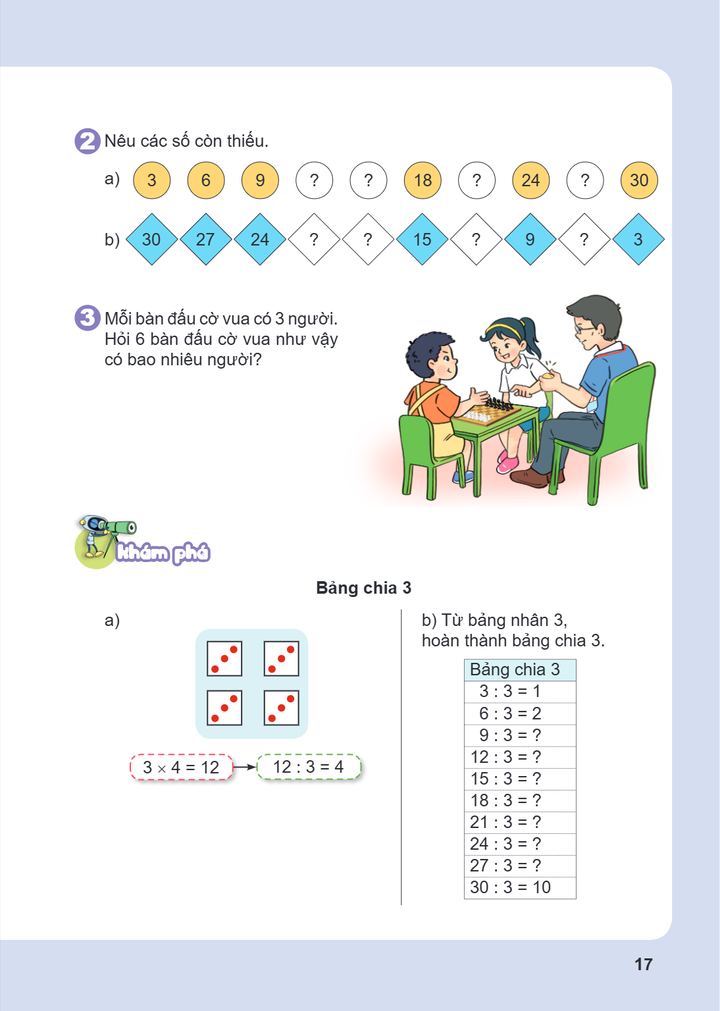 2 Nêu các số còn thiếu.
a) 3 6 9 ? ? 18 ? 24 ? 30
b) 30 27 24 ? ? 15 ? 9 ? 3
3 Mỗi bàn đấu cờ vua có 3 người.
Hỏi 6 bàn đấu cờ vua như vậy
có bao nhiêu người?
khám phá
Bảng chia 3
a)
3 × 4 = 12 12 : 3 = 4
b) Từ bảng nhân 3,
hoàn thành bảng chia 3.
Bảng chia 3
3 : 3 = 1
6 : 3 = 2
9 : 3 = ?
12 : 3 = ?
15 : 3 = ?
18 : 3 = ?
21 : 3 = ?
24 : 3 = ?
27 : 3 = ?
30 : 3 = 10
17